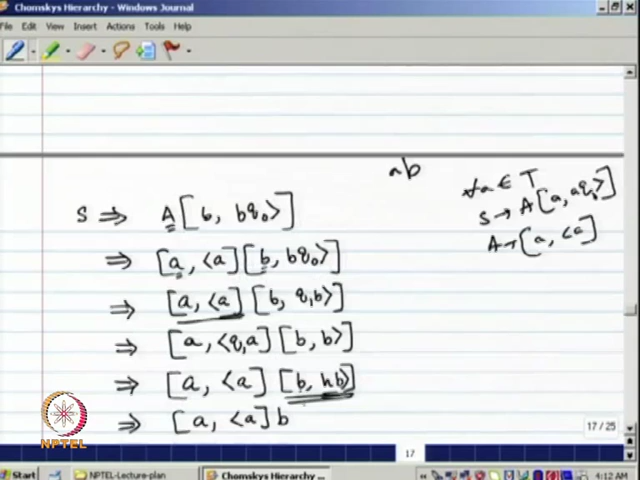 Chomskys Hierarchy - Windows Journal
File Edit View Insert Actions Tools Help
ab
∀a ∈ T
S → A[a, aq₀>]
A → [a, <a]
S ⇒ A[b, bq₀>]
⇒ [a, <a][b, bq₀>]
⇒ [a, <a][b, q₁b>]
⇒ [a, <q₁a][b, b>]
⇒ [a, <a][b, hb>]
⇒ [a, <a]b
NPTEL
17 / 25
17
Start NPTEL-Lecture-plan Chomskys Hierarchy - ... 4:12 AM